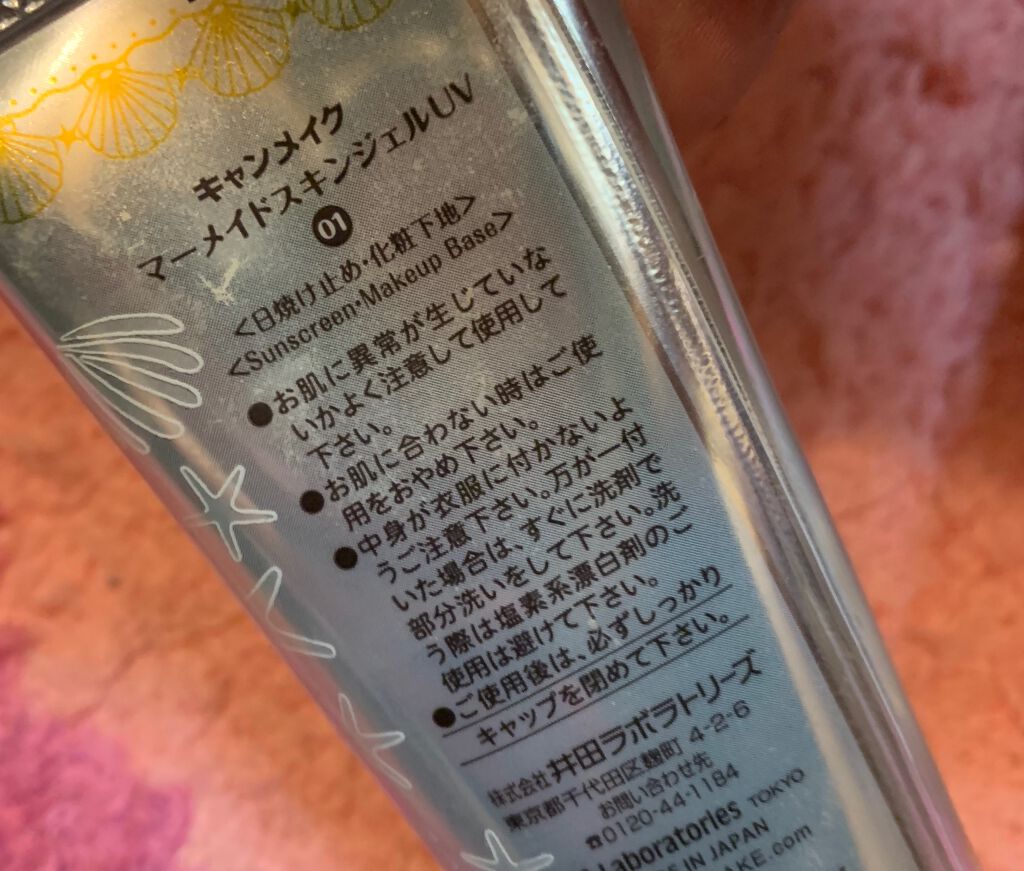 キャンメイク
マーメイドスキンジェルUV
01
<日焼け止め・化粧下地>
<Sunscreen・Makeup Base>
●お肌に異常が生じていな
いかよく注意して使用して
下さい。
●お肌に合わない時はご使
用をおやめ下さい。
●中身が衣服に付かないよ
うご注意下さい。万が一付
いた場合は、すぐに洗剤で
部分洗いをして下さい。洗
う際は塩素系漂白剤のご
使用は避けて下さい。
●ご使用後は、必ずしっかり
キャップを閉めて下さい。
株式会社 井田ラボラトリーズ
東京都千代田区麹町 4-2-6
お問い合わせ先
☎0120-44-1184
Laboratories TOKYO
IN JAPAN
.com